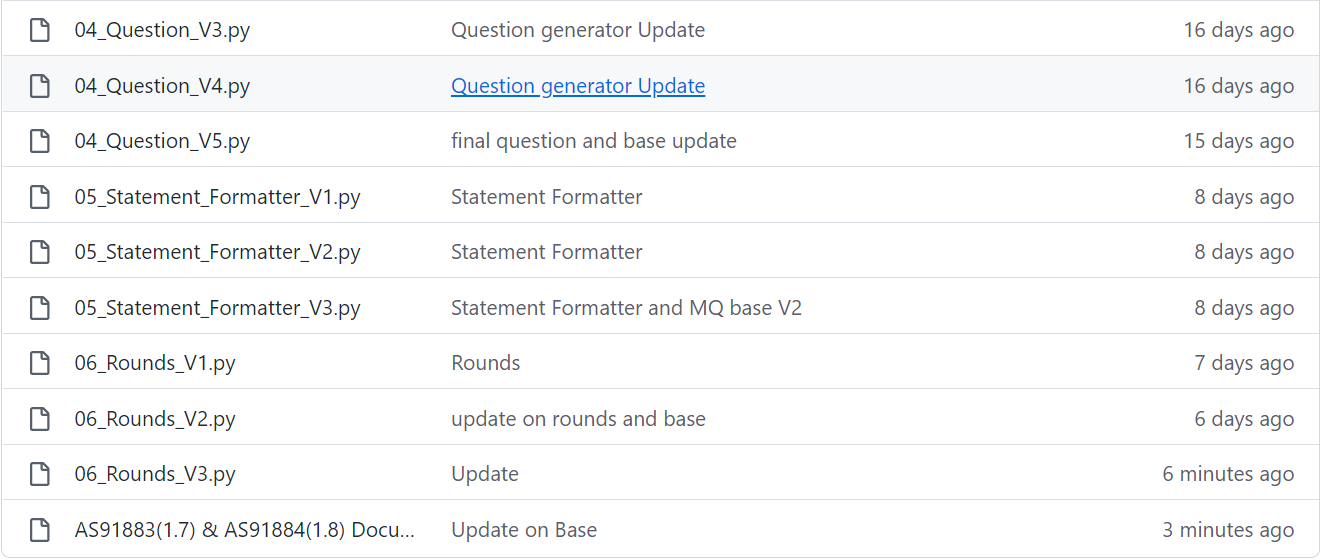 04_Question_V3.py Question generator Update 16 days ago
04_Question_V4.py Question generator Update 16 days ago
04_Question_V5.py final question and base update 15 days ago
05_Statement_Formatter_V1.py Statement Formatter 8 days ago
05_Statement_Formatter_V2.py Statement Formatter 8 days ago
05_Statement_Formatter_V3.py Statement Formatter and MQ base V2 8 days ago
06_Rounds_V1.py Rounds 7 days ago
06_Rounds_V2.py update on rounds and base 6 days ago
06_Rounds_V3.py Update 6 minutes ago
AS91883(1.7) & AS91884(1.8) Docu... Update on Base 3 minutes ago